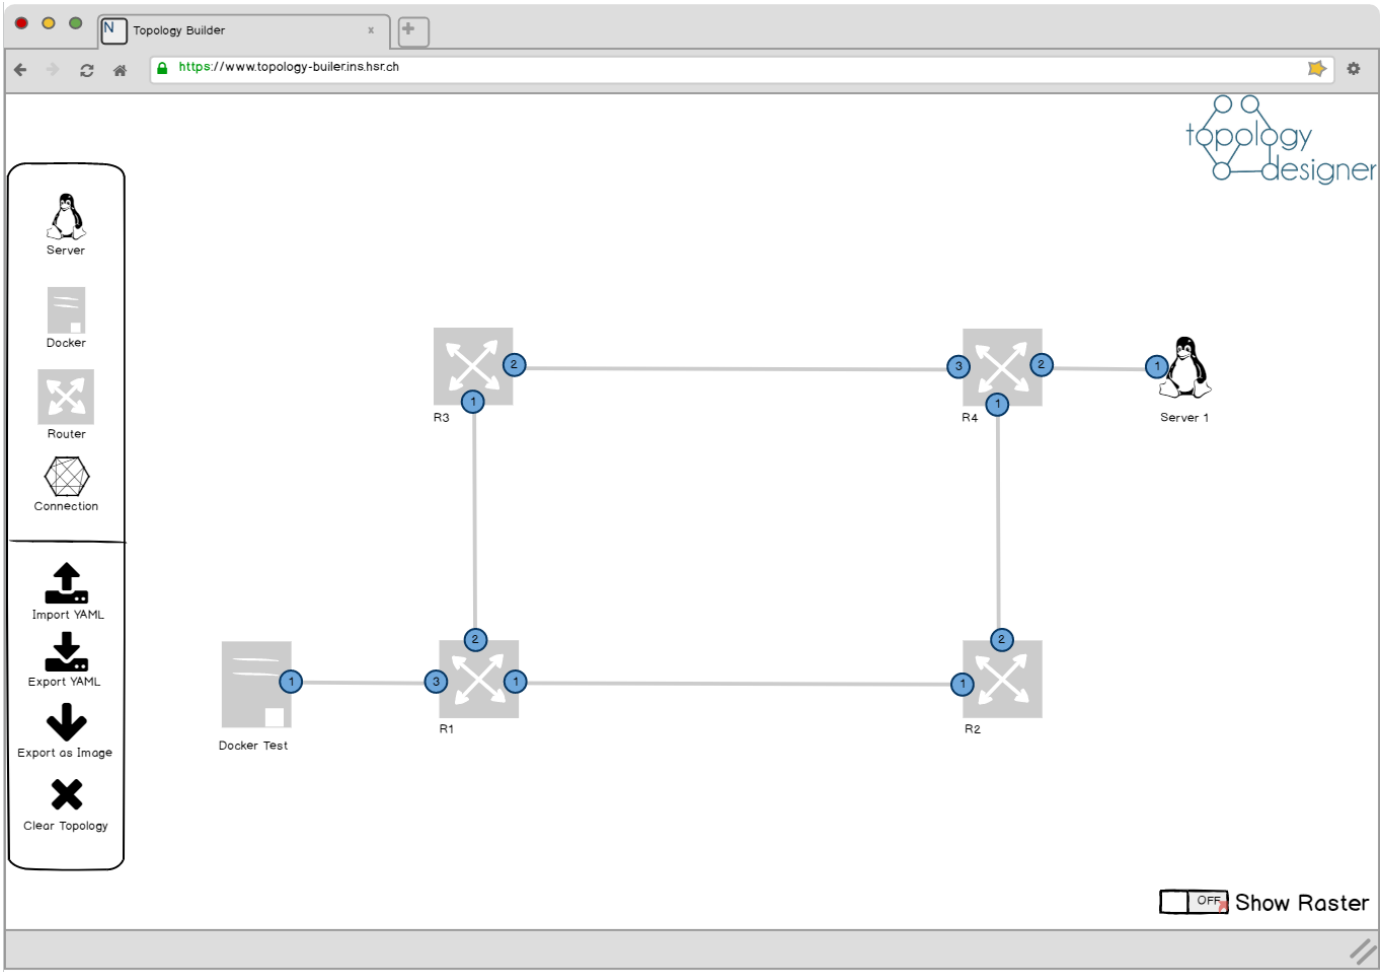 N
Topology Builder
x
https://www.topology-builer.ins.hsr.ch
topology
designer
Server
Docker
Router
Connection
Import YAML
Export YAML
Export as Image
Clear Topology
2
3
2
1
1
R3
1
R4
Server 1
2
2
1
3
1
1
R1
R2
Docker Test
OFF
Show Raster